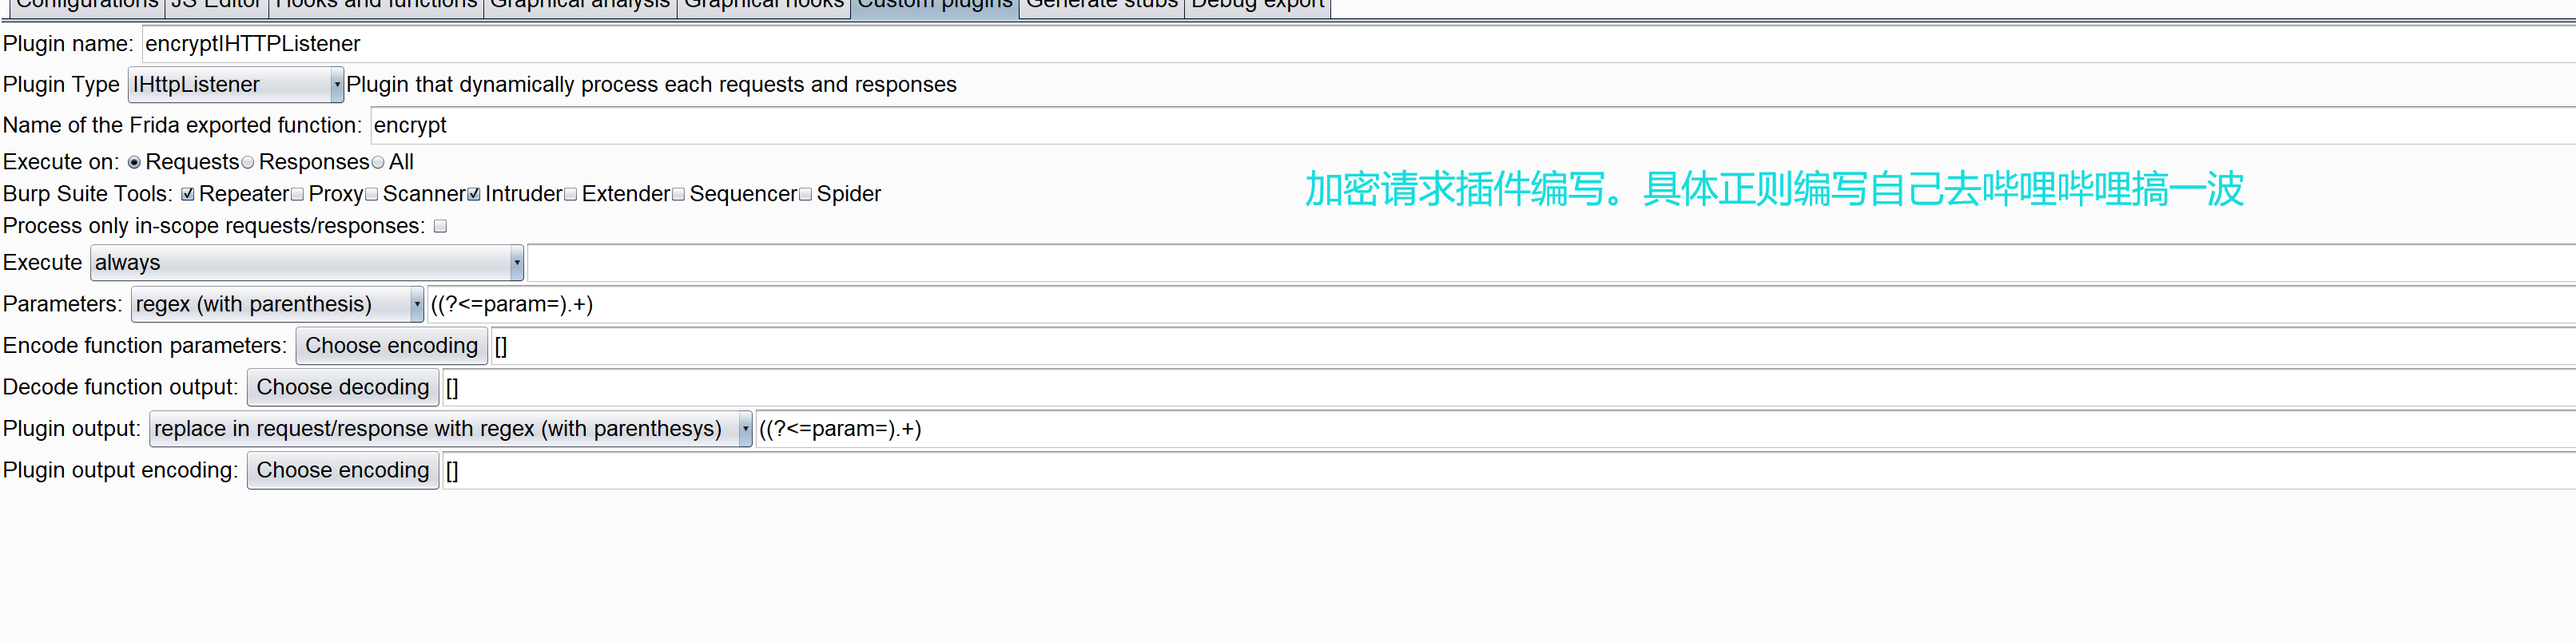 Configurations JS Editor Hooks and functions Graphical analysis Graphical hooks Custom plugins Generate stubs Debug export
Plugin name: encryptIHTTPListener
Plugin Type IHttpListener Plugin that dynamically process each requests and responses
Name of the Frida exported function: encrypt
Execute on: Requests Responses All
Burp Suite Tools: Repeater Proxy Scanner Intruder Extender Sequencer Spider
加密请求插件编写。具体正则编写自己去哔哩哔哩搞一波
Process only in-scope requests/responses:
Execute always
Parameters: regex (with parenthesis) ((?<=param=).+)
Encode function parameters: Choose encoding []
Decode function output: Choose decoding []
Plugin output: replace in request/response with regex (with parenthesys) ((?<=param=).+)
Plugin output encoding: Choose encoding []